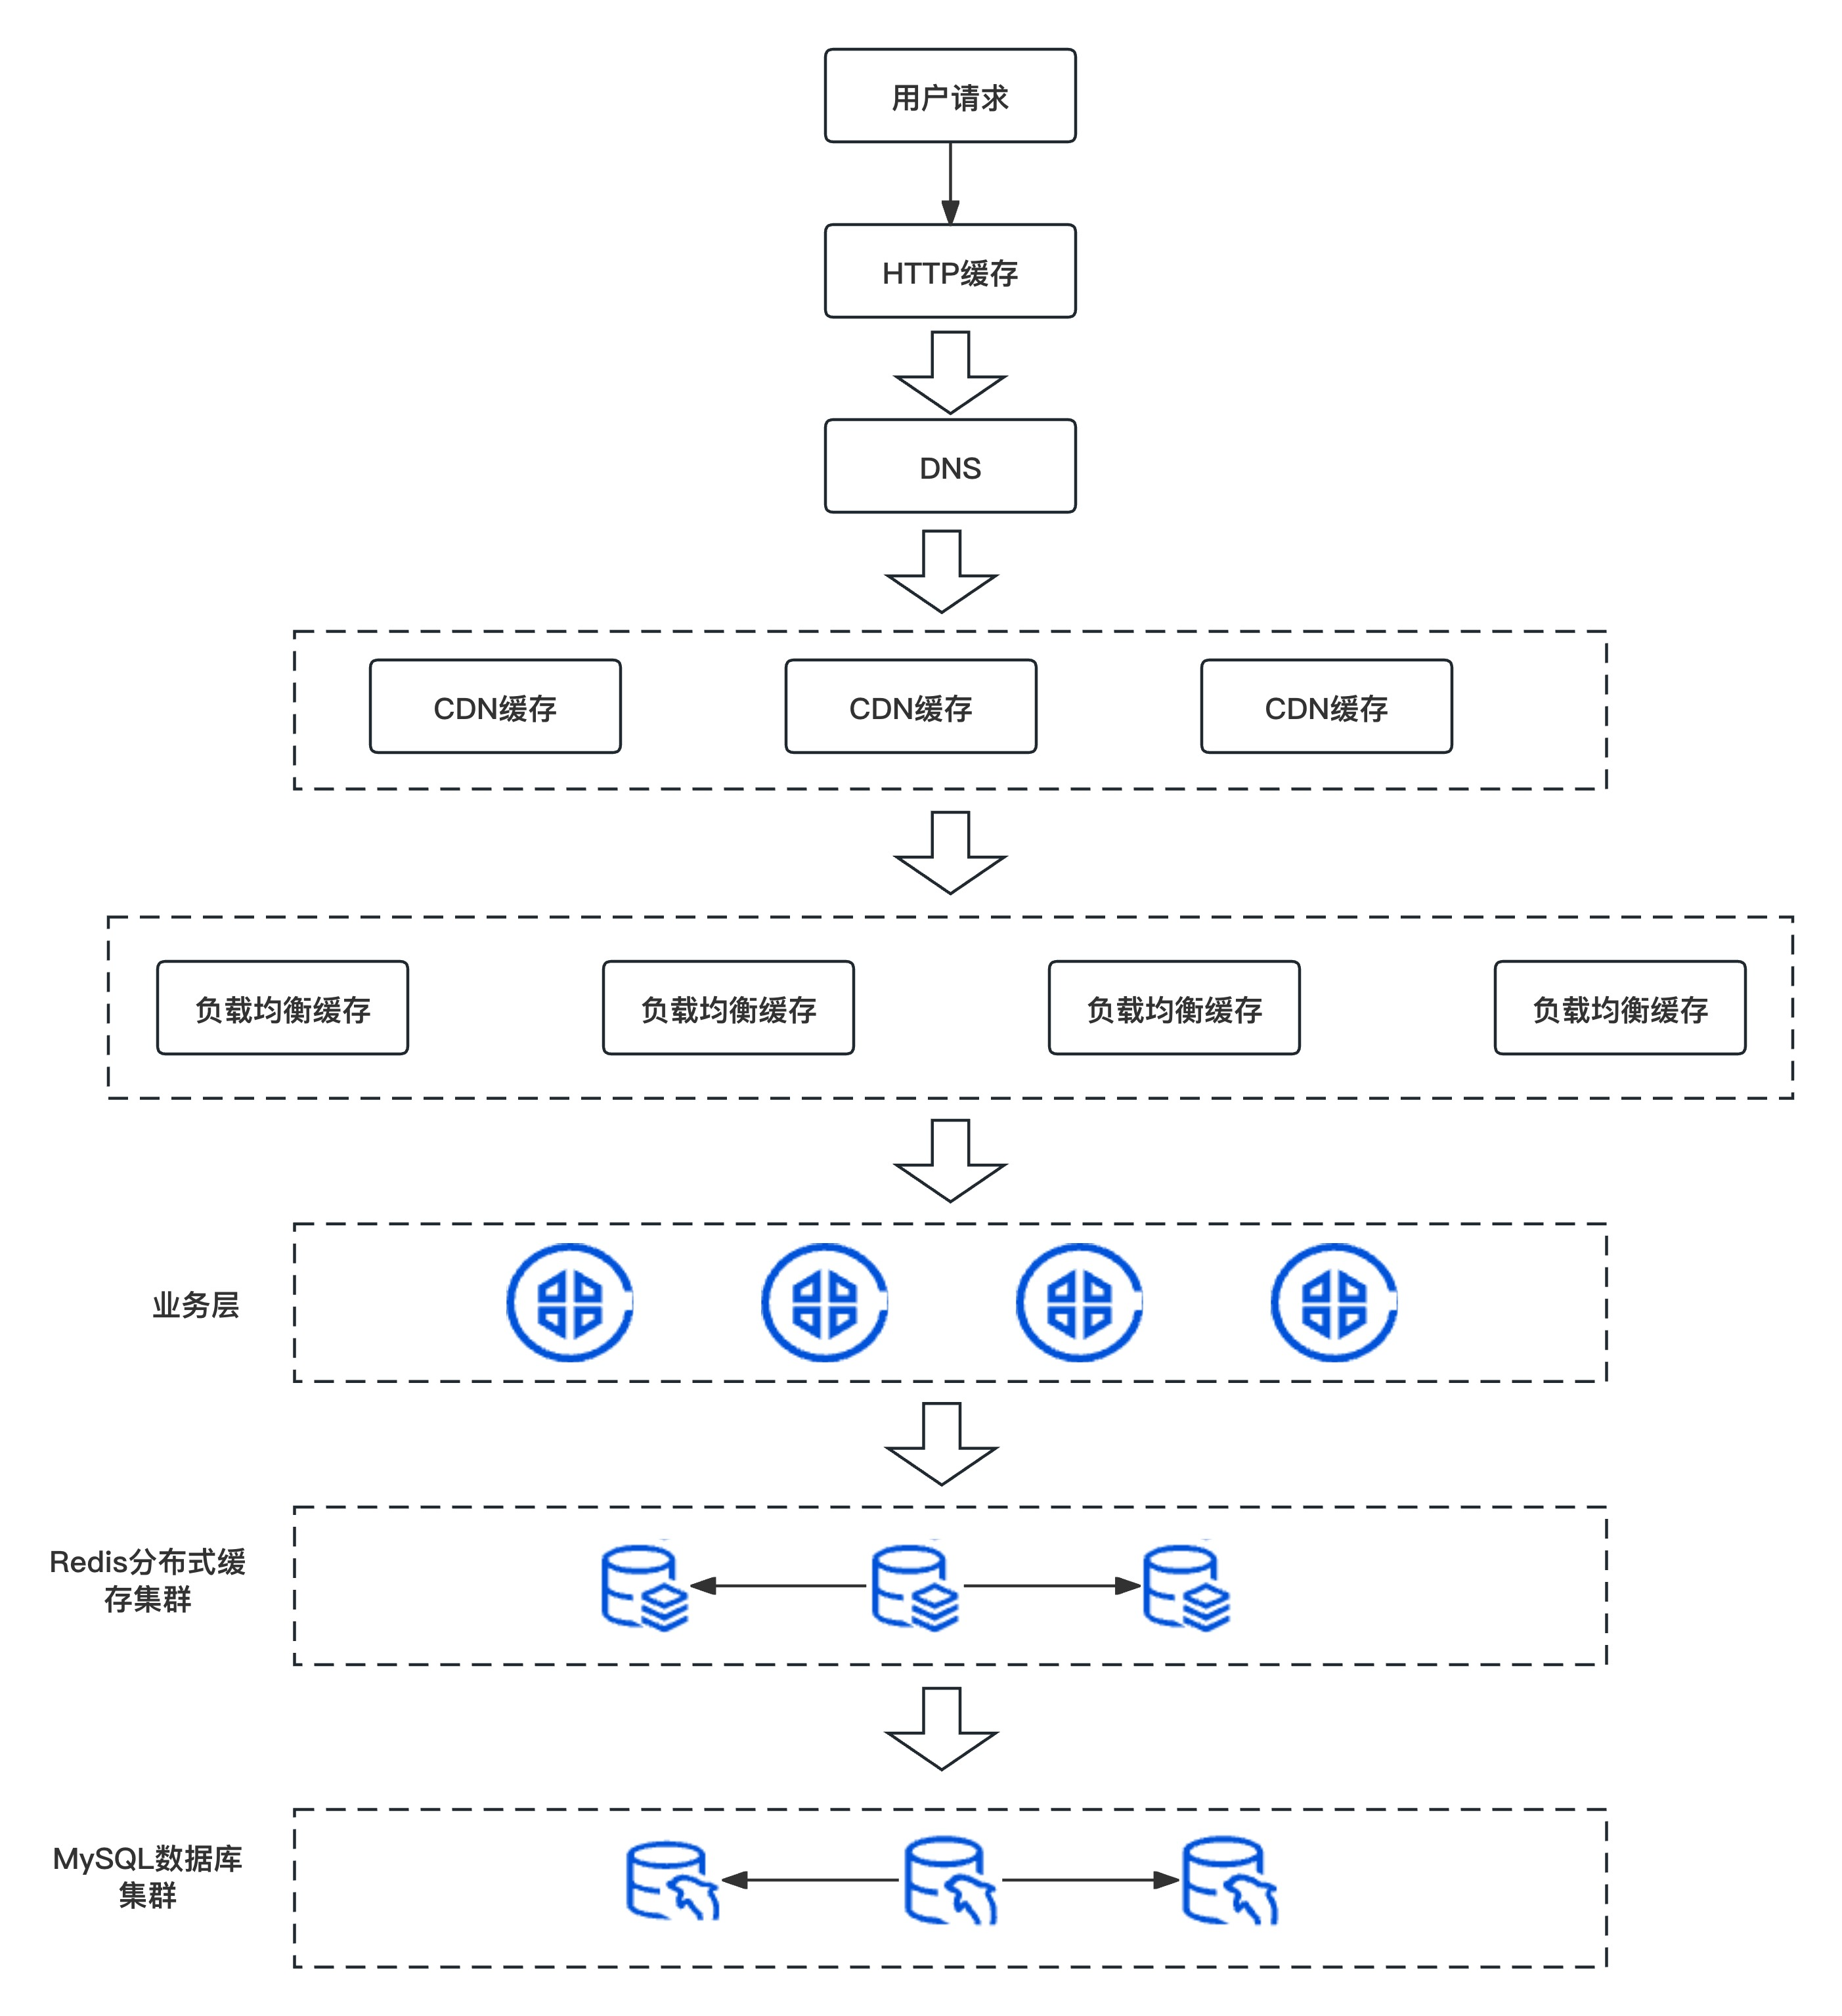 用户请求
HTTP缓存
DNS
CDN缓存
CDN缓存
CDN缓存
负载均衡缓存
负载均衡缓存
负载均衡缓存
负载均衡缓存
业务层
Redis分布式缓
存集群
MySQL数据库
集群